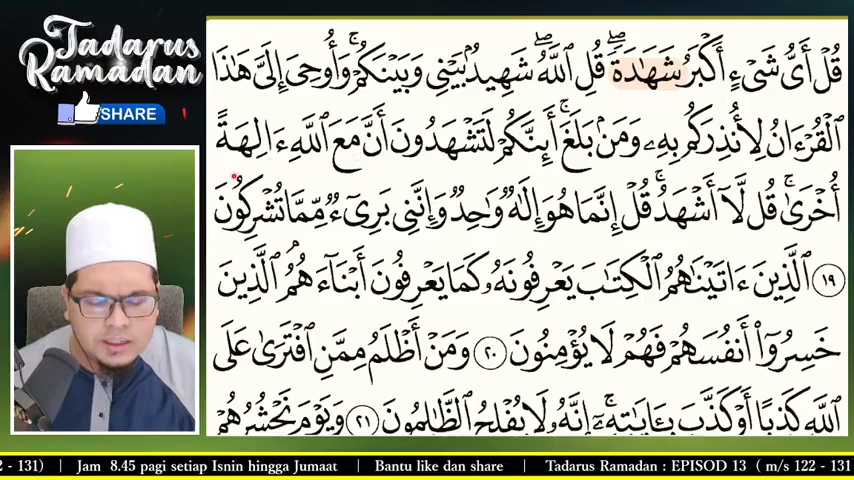 Tadarus
Ramadan
SHARE
قُلْ أَىُّ شَىْءٍ أَكْبَرُ شَهَٰدَةً ۖ قُلِ ٱللَّهُ ۖ شَهِيدٌۢ بَيْنِى وَبَيْنَكُمْ ۚ وَأُوحِىَ إِلَىَّ هَٰذَا
ٱلْقُرْءَانُ لِأُنذِرَكُم بِهِۦ وَمَنۢ بَلَغَ ۚ أَئِنَّكُمْ لَتَشْهَدُونَ أَنَّ مَعَ ٱللَّهِ ءَالِهَةً
أُخْرَىٰ ۚ قُل لَّآ أَشْهَدُ ۚ قُلْ إِنَّمَا هُوَ إِلَٰهٌ وَٰحِدٌ وَإِنَّنِى بَرِىٓءٌ مِّمَّا تُشْرِكُونَ
١٩ ٱلَّذِينَ ءَاتَيْنَٰهُمُ ٱلْكِتَٰبَ يَعْرِفُونَهُۥ كَمَا يَعْرِفُونَ أَبْنَآءَهُمُ ۘ ٱلَّذِينَ
خَسِرُوٓا۟ أَنفُسَهُمْ فَهُمْ لَا يُؤْمِنُونَ ٢٠ وَمَنْ أَظْلَمُ مِمَّنِ ٱفْتَرَىٰ عَلَى
ٱللَّهِ كَذِبًا أَوْ كَذَّبَ بِـَٔايَٰتِهِۦٓ ۗ إِنَّهُۥ لَا يُفْلِحُ ٱلظَّٰلِمُونَ ٢١ وَيَوْمَ نَحْشُرُهُمْ
2 - 131) | Jam 8.45 pagi setiap Isnin hingga Jumaat | Bantu like dan share | Tadarus Ramadan : EPISOD 13 ( m/s 122 - 131